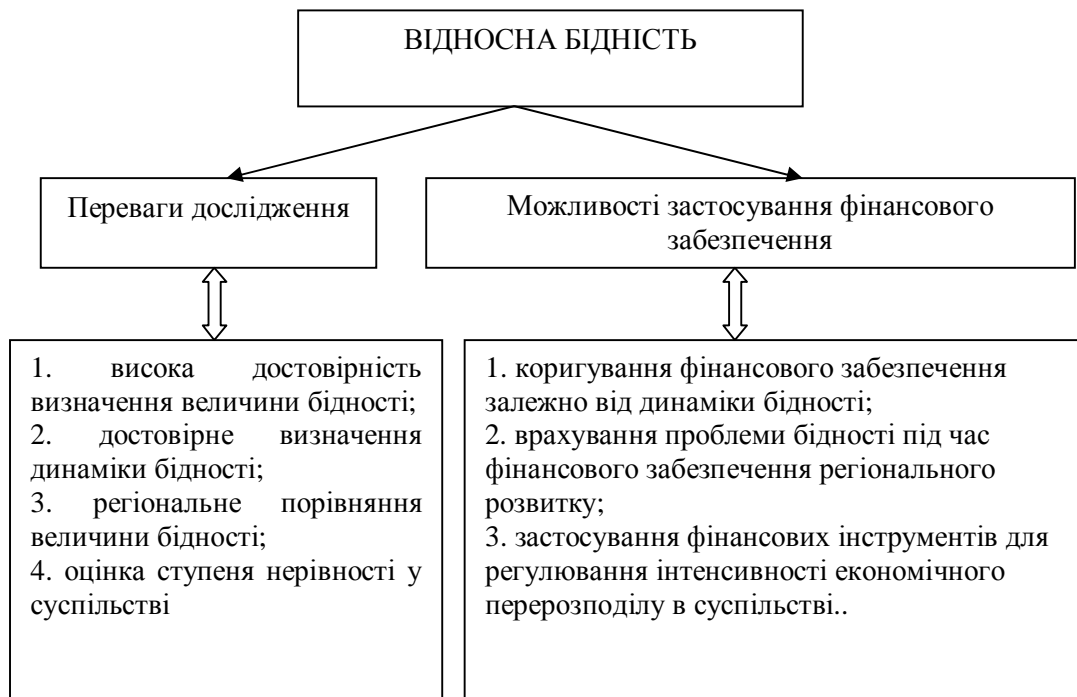 ВІДНОСНА БІДНІСТЬ
Переваги дослідження
Можливості застосування фінансового
забезпечення
1. висока достовірність
визначення величини бідності;
2. достовірне визначення
динаміки бідності;
3. регіональне порівняння
величини бідності;
4. оцінка ступеня нерівності у
суспільстві
1. коригування фінансового забезпечення
залежно від динаміки бідності;
2. врахування проблеми бідності під час
фінансового забезпечення регіонального
розвитку;
3. застосування фінансових інструментів для
регулювання інтенсивності економічного
перерозподілу в суспільстві..